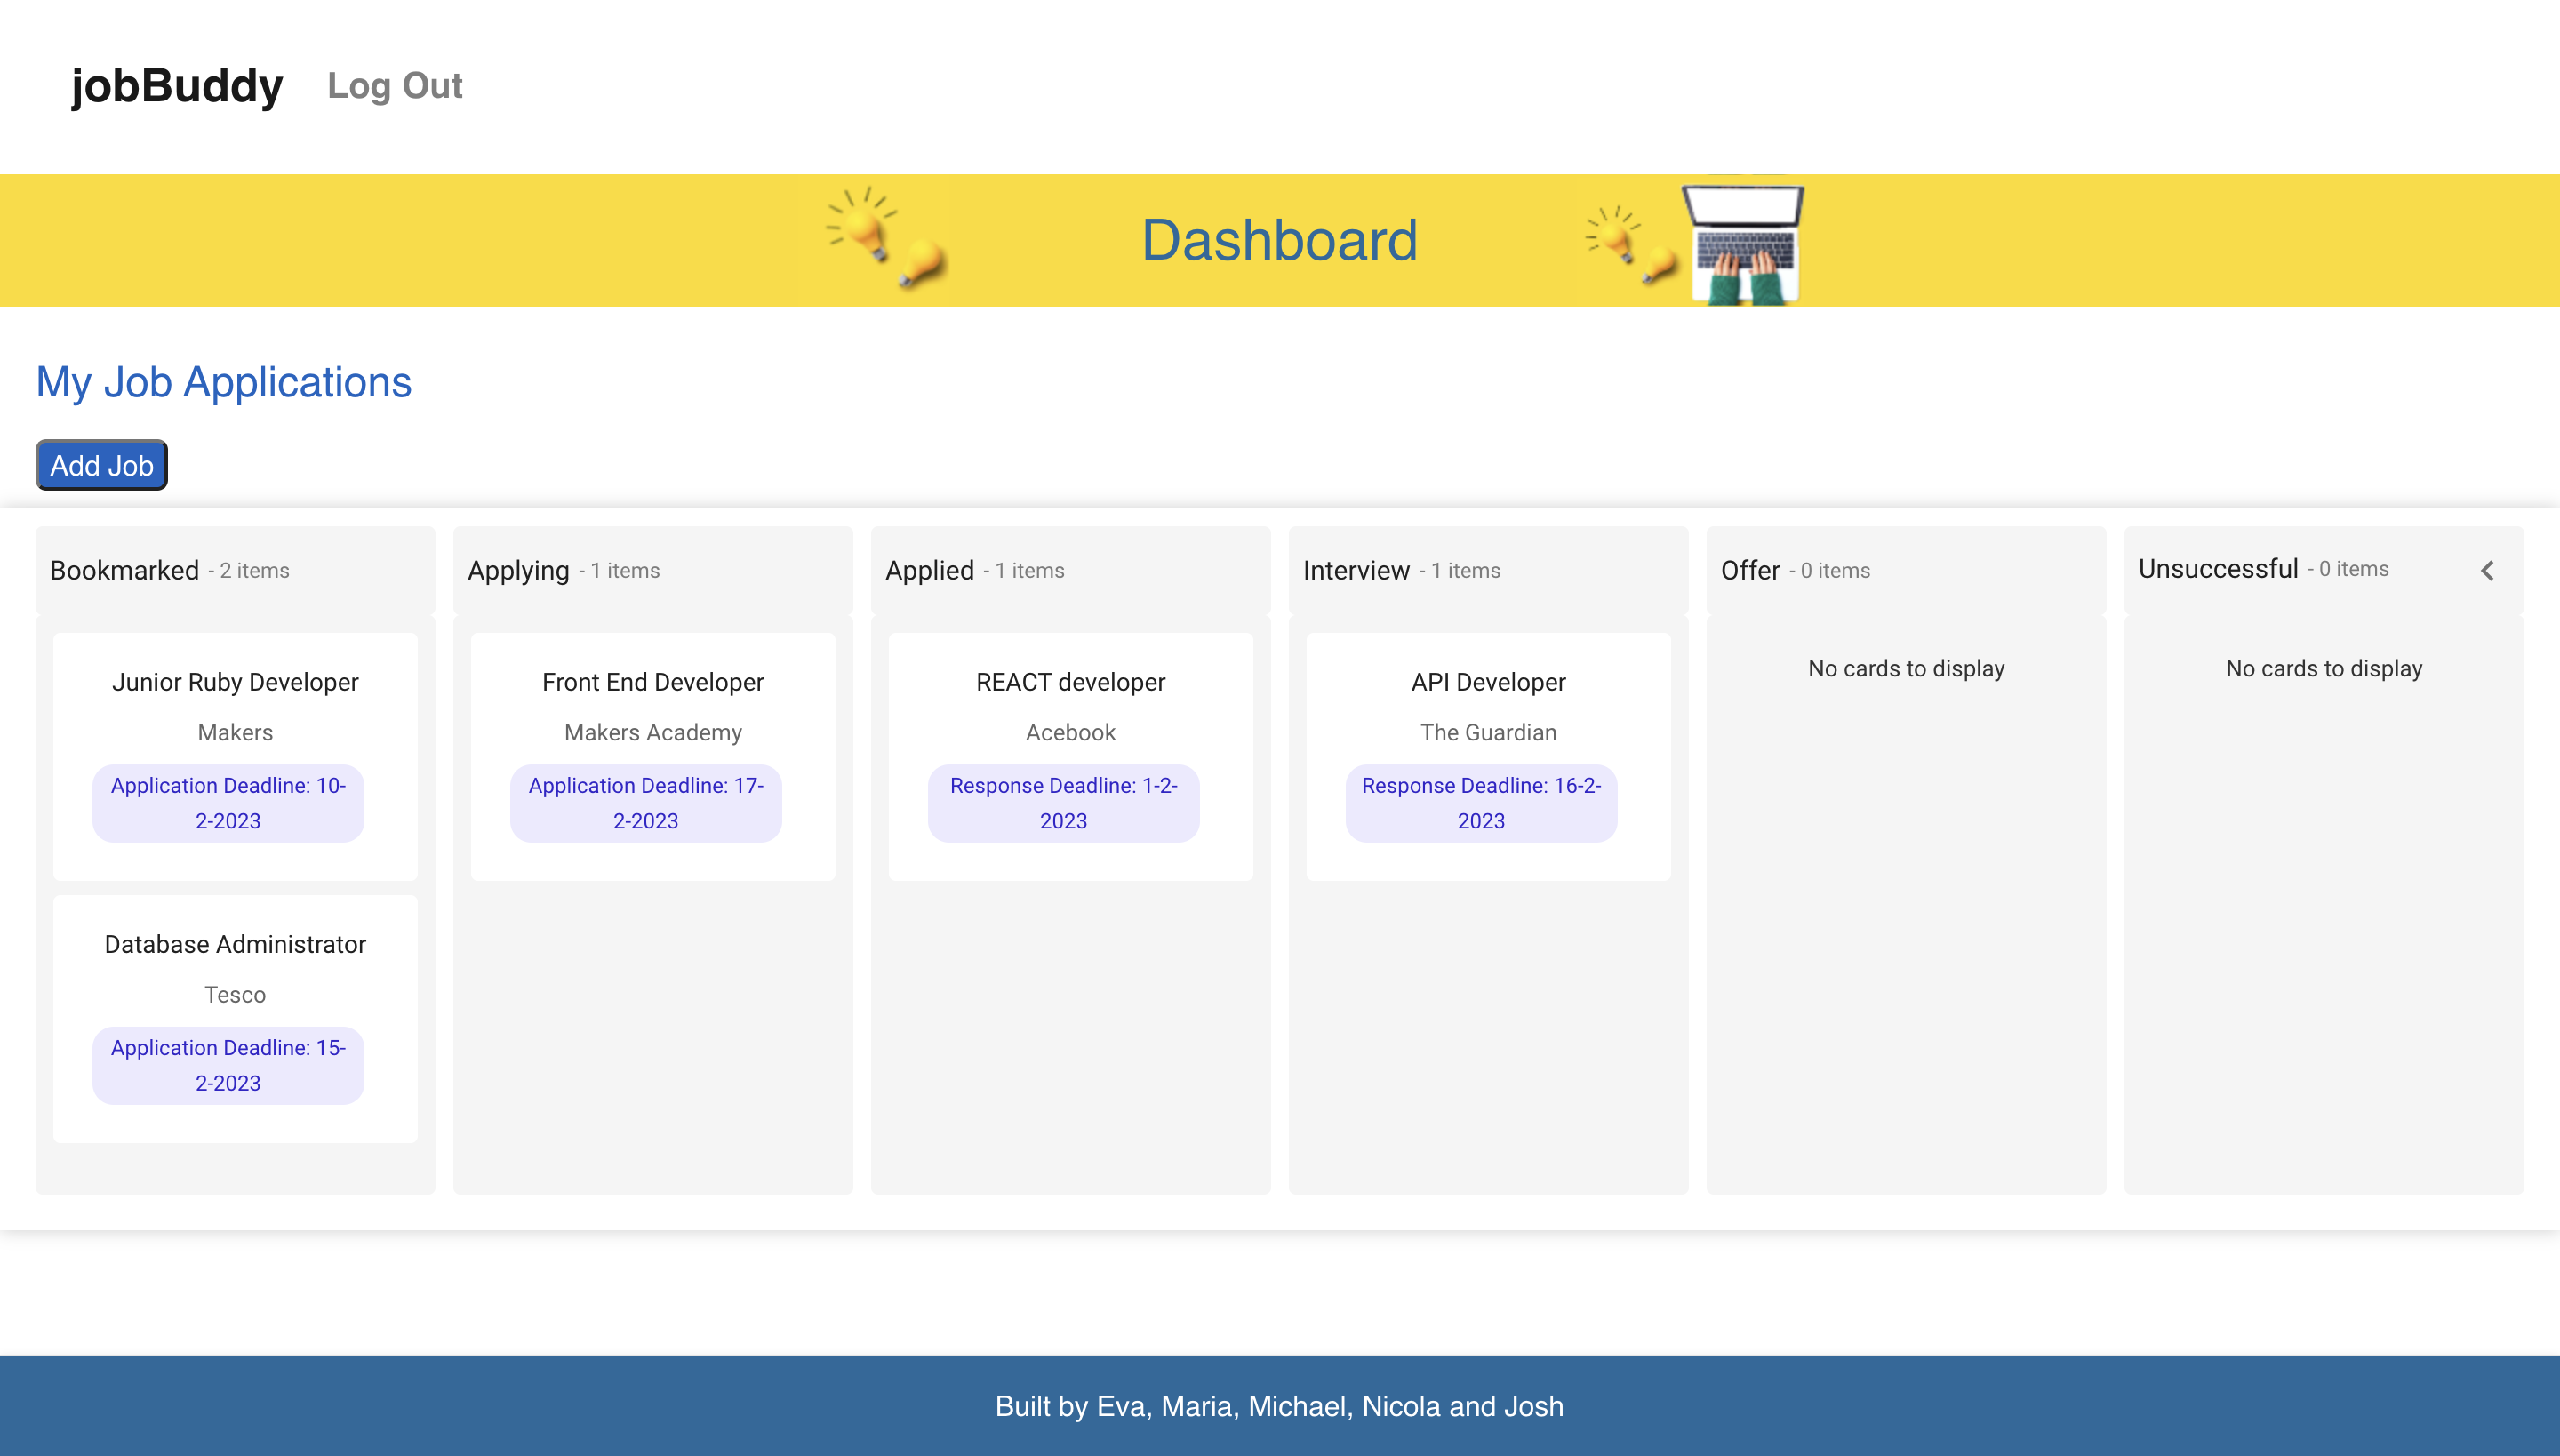 jobBuddy Log Out
Dashboard
My Job Applications
Add Job
Bookmarked - 2 items
Junior Ruby Developer
Makers
Application Deadline: 10-
2-2023
Database Administrator
Tesco
Application Deadline: 15-
2-2023
Applying - 1 items
Front End Developer
Makers Academy
Application Deadline: 17-
2-2023
Applied - 1 items
REACT developer
Acebook
Response Deadline: 1-2-
2023
Interview - 1 items
API Developer
The Guardian
Response Deadline: 16-2-
2023
Offer - 0 items
No cards to display
Unsuccessful - 0 items
No cards to display
Built by Eva, Maria, Michael, Nicola and Josh